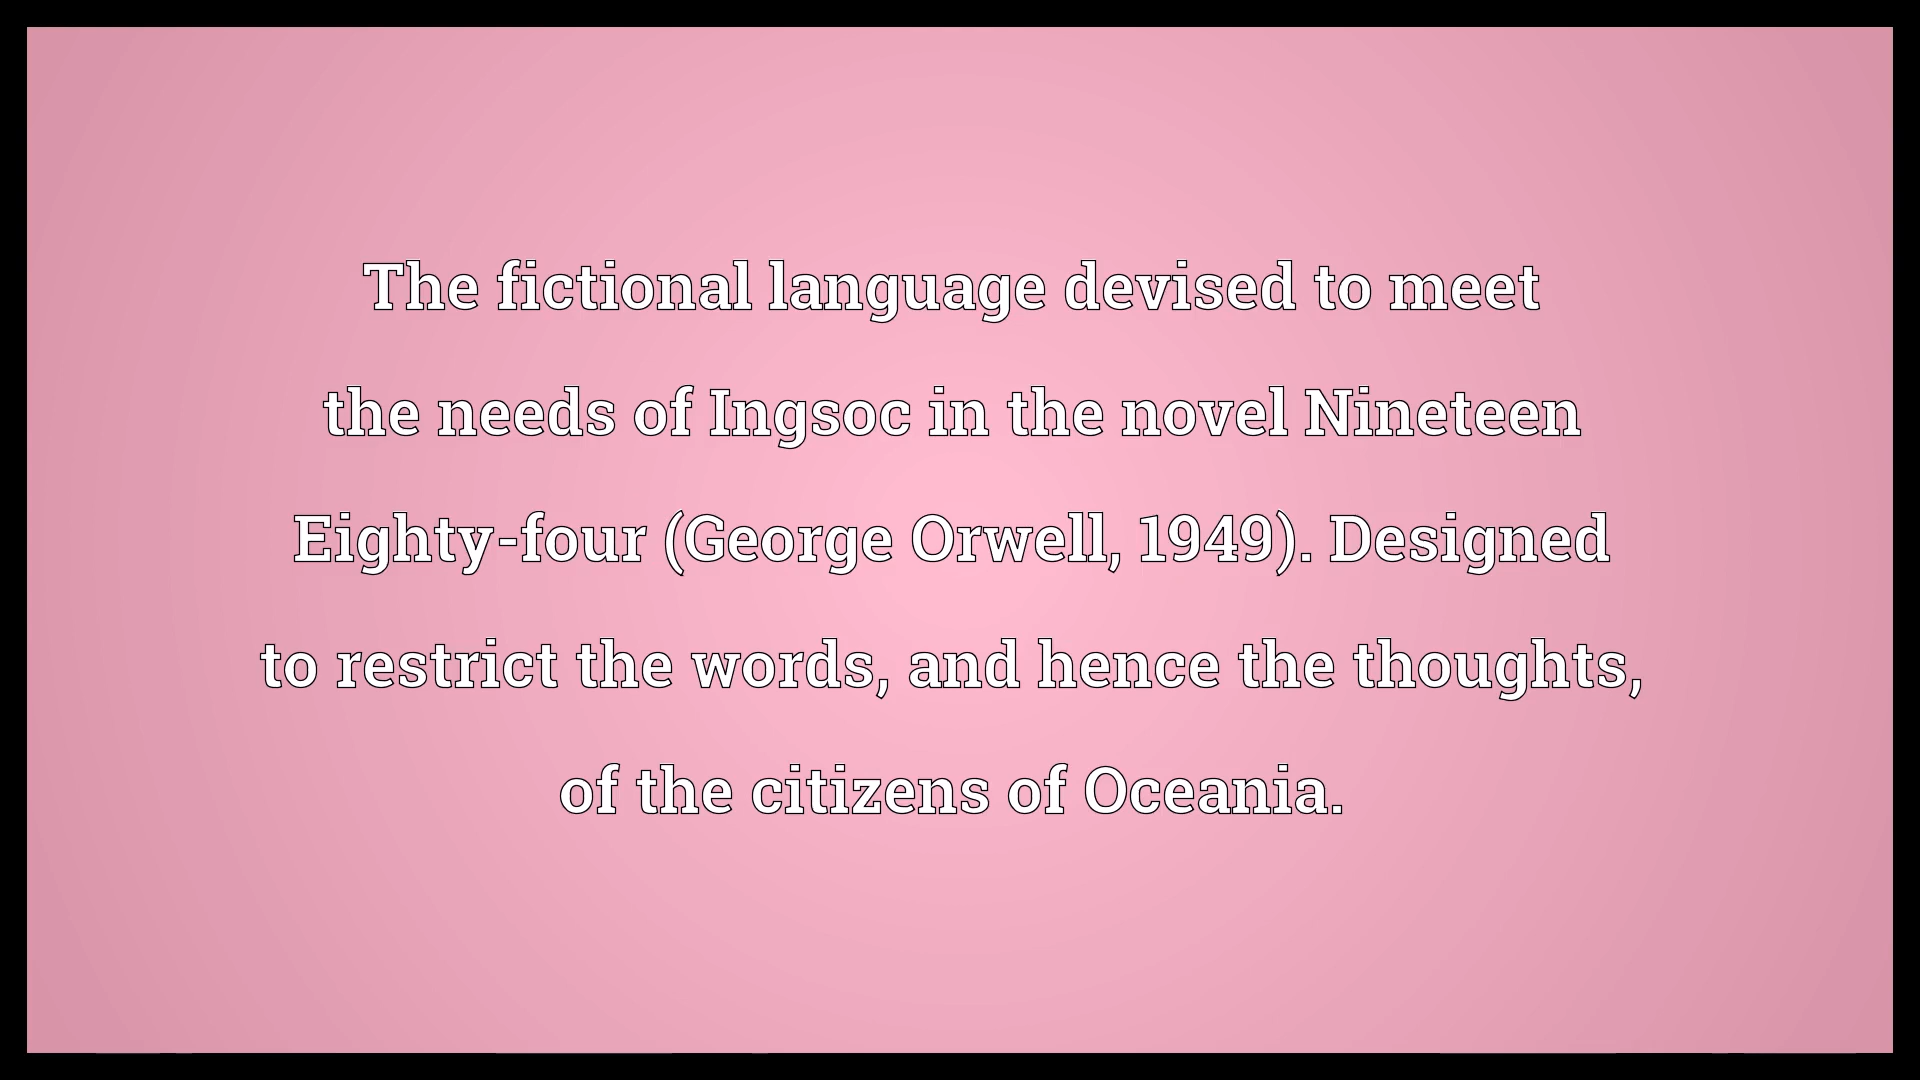 The fictional language devised to meet
the needs of Ingsoc in the novel Nineteen
Eighty-four (George Orwell, 1949). Designed
to restrict the words, and hence the thoughts,
of the citizens of Oceania.